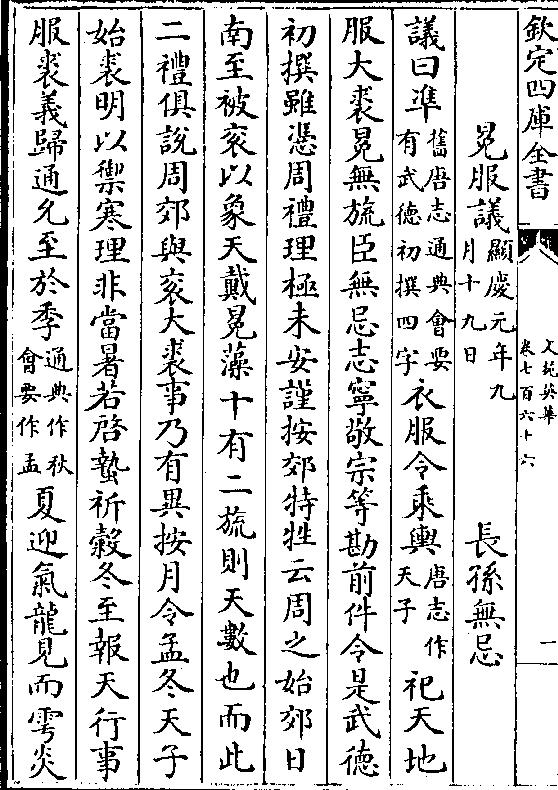 欽定四庫全書
文苑英華
卷七百六十六
一
冕服議顯慶元年九月十九日 長孫無忌
議曰準舊唐志通典會要有武德初撰四字衣服令乘輿唐志作天子祀天地
服大裘冕無旒臣無忌志寧敬宗等勘前件令是武德
初撰雖憑周禮理極未安謹按郊特牲云周之始郊日
南至被衮以象天戴冕藻十有二旒則天數也而此
二禮俱說周郊與衮大裘事乃有異按月令孟冬天子
始裘明以禦寒理非當暑若啓蟄祈榖冬至報天行事
服裘義歸通允至於季通典作秋會要作孟夏迎氣龍見而雩炎